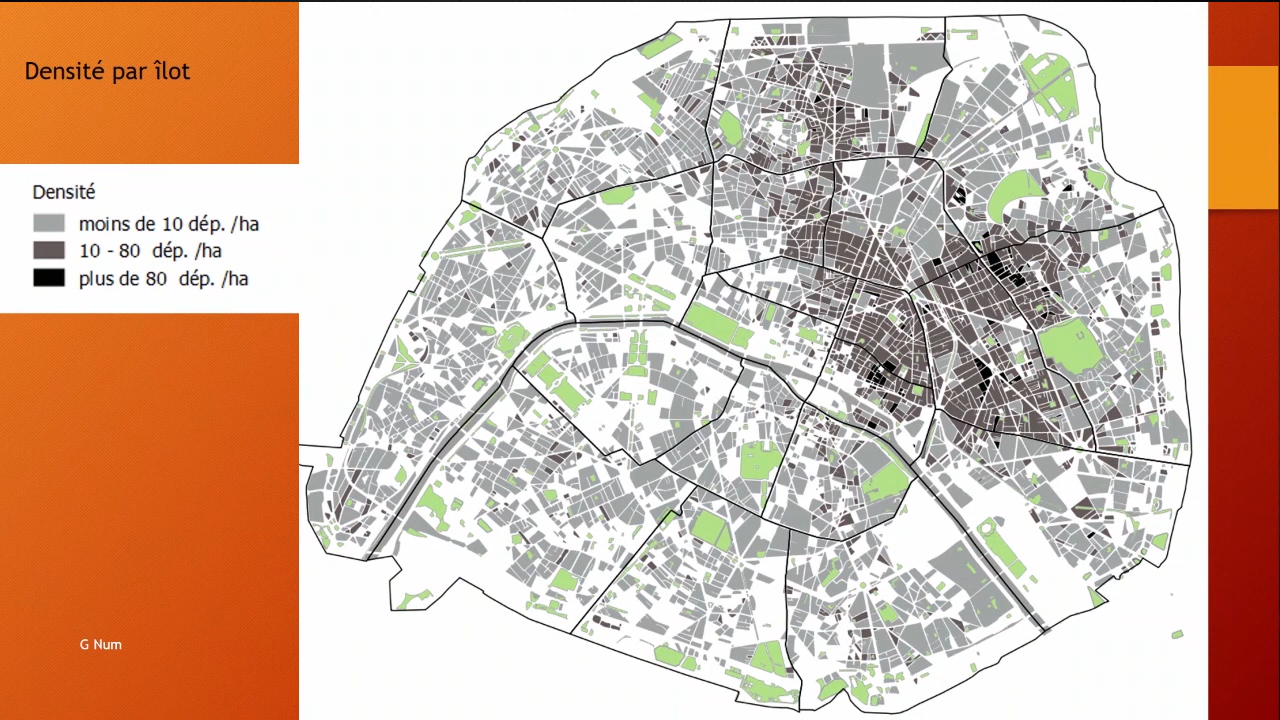 Densité par îlot
Densité
moins de 10 dép. /ha
10 - 80 dép. /ha
plus de 80 dép. /ha
G Num